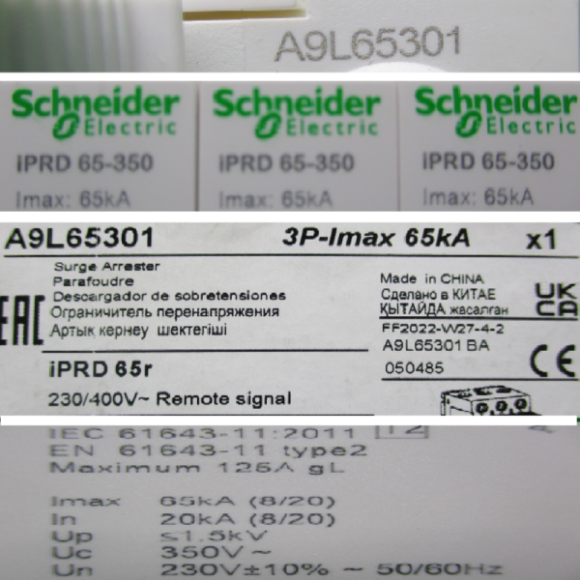 A9L65301
Schneider Electric Schneider Electric Schneider Electric
iPRD 65-350 iPRD 65-350 iPRD 65-350
Imax: 65kA Imax: 65kA Imax: 65kA
A9L65301 3P-Imax 65kA x1
Surge Arrester
Parafoudre
Descargador de sobretensiones
Ограничитель перенапряжения
Артық кернеу шектегіші
EAC
Made in CHINA
Сделано в КИТАЕ
ҚЫТАЙДА жасалған
UK
CA
FF2022-W27-4-2
A9L65301 BA
050485
CE
iPRD 65r
230/400V~ Remote signal
IEC 61643-11:2011 T2
EN 61643-11 type2
Maximum 125A gL
Imax 65kA (8/20)
In 20kA (8/20)
Up ≤1.5kV
Uc 350V~
Un 230V±10% ~ 50/60Hz